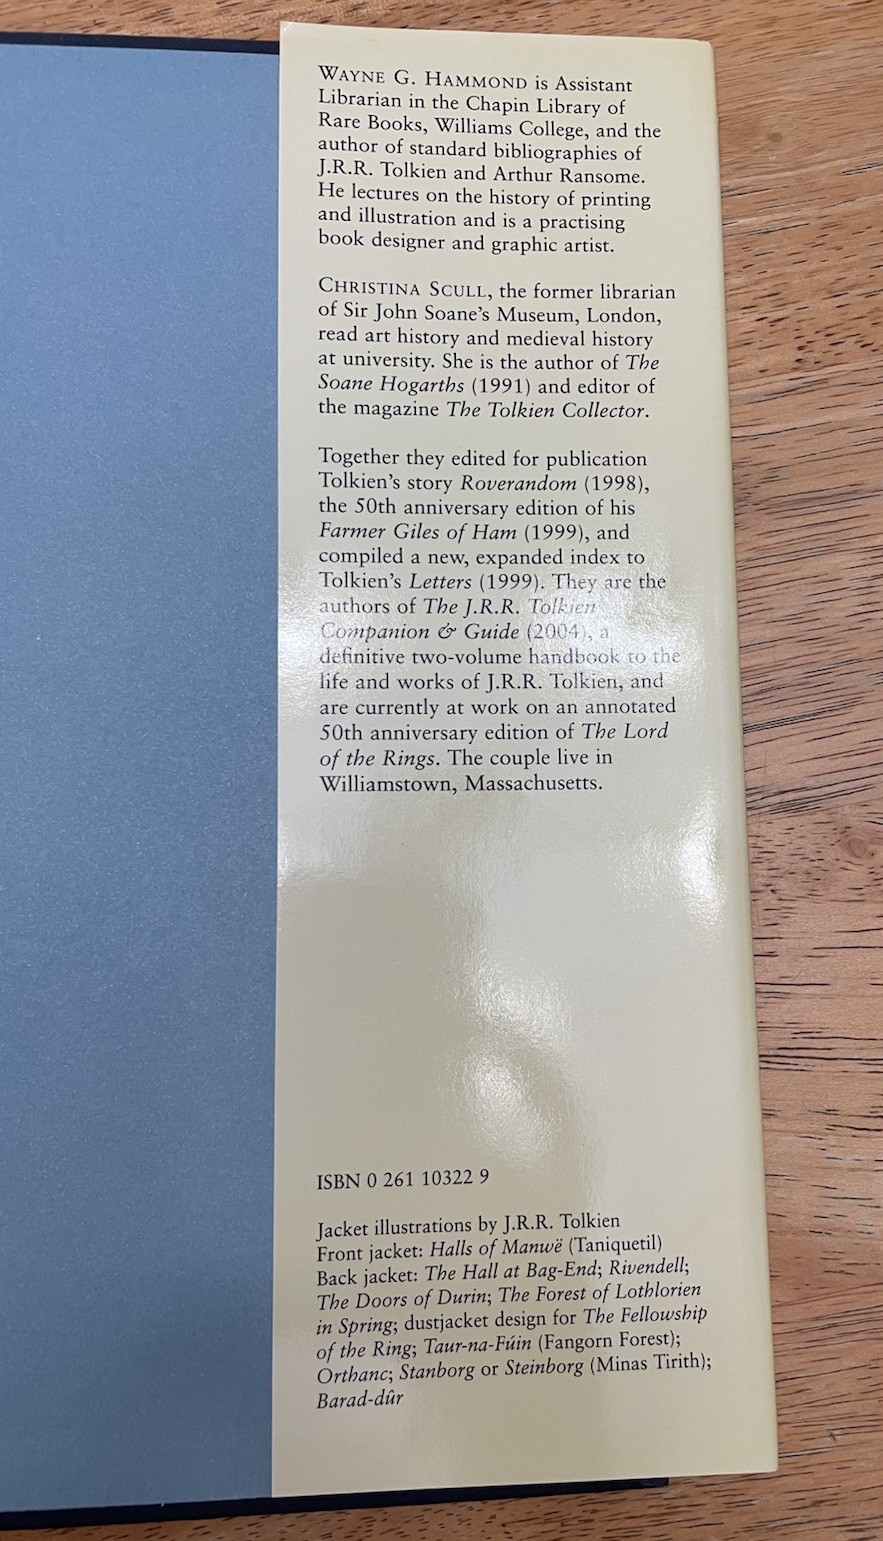 WAYNE G. HAMMOND is Assistant
Librarian in the Chapin Library of
Rare Books, Williams College, and the
author of standard bibliographies of
J.R.R. Tolkien and Arthur Ransome.
He lectures on the history of printing
and illustration and is a practising
book designer and graphic artist.
CHRISTINA SCULL, the former librarian
of Sir John Soane's Museum, London,
read art history and medieval history
at university. She is the author of The
Soane Hogarths (1991) and editor of
the magazine The Tolkien Collector.
Together they edited for publication
Tolkien's story Roverandom (1998),
the 50th anniversary edition of his
Farmer Giles of Ham (1999), and
compiled a new, expanded index to
Tolkien's Letters (1999). They are the
authors of The J.R.R. Tolkien
Companion & Guide (2004), a
definitive two-volume handbook to the
life and works of J.R.R. Tolkien, and
are currently at work on an annotated
50th anniversary edition of The Lord
of the Rings. The couple live in
Williamstown, Massachusetts.
ISBN 0 261 10322 9
Jacket illustrations by J.R.R. Tolkien
Front jacket: Halls of Manwë (Taniquetil)
Back jacket: The Hall at Bag-End; Rivendell;
The Doors of Durin; The Forest of Lothlorien
in Spring; dustjacket design for The Fellowship
of the Ring; Taur-na-Fúin (Fangorn Forest);
Orthanc; Stanborg or Steinborg (Minas Tirith);
Barad-dûr